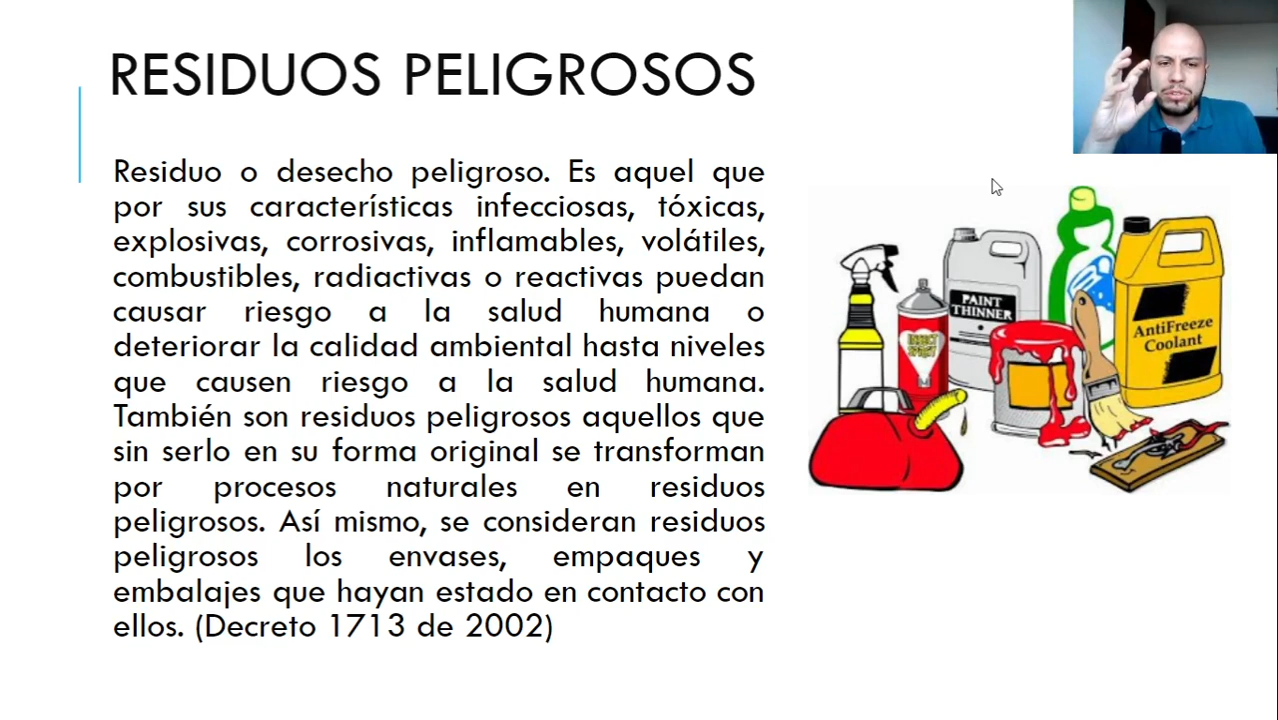 RESIDUOS PELIGROSOS
Residuo o desecho peligroso. Es aquel que
por sus características infecciosas, tóxicas,
explosivas, corrosivas, inflamables, volátiles,
combustibles, radiactivas o reactivas puedan
causar riesgo a la salud humana o
deteriorar la calidad ambiental hasta niveles
que causen riesgo a la salud humana.
También son residuos peligrosos aquellos que
sin serlo en su forma original se transforman
por procesos naturales en residuos
peligrosos. Así mismo, se consideran residuos
peligrosos los envases, empaques y
embalajes que hayan estado en contacto con
ellos. (Decreto 1713 de 2002)
PAINT
THINNER
INSECT
SPRAY
AntiFreeze
Coolant